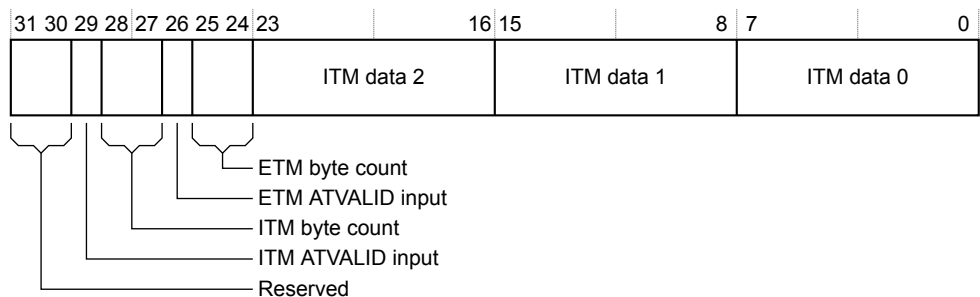 31 30 29 28 27 26 25 24 23 16 15 8 7 0
ITM data 2 ITM data 1 ITM data 0
ETM byte count
ETM ATVALID input
ITM byte count
ITM ATVALID input
Reserved